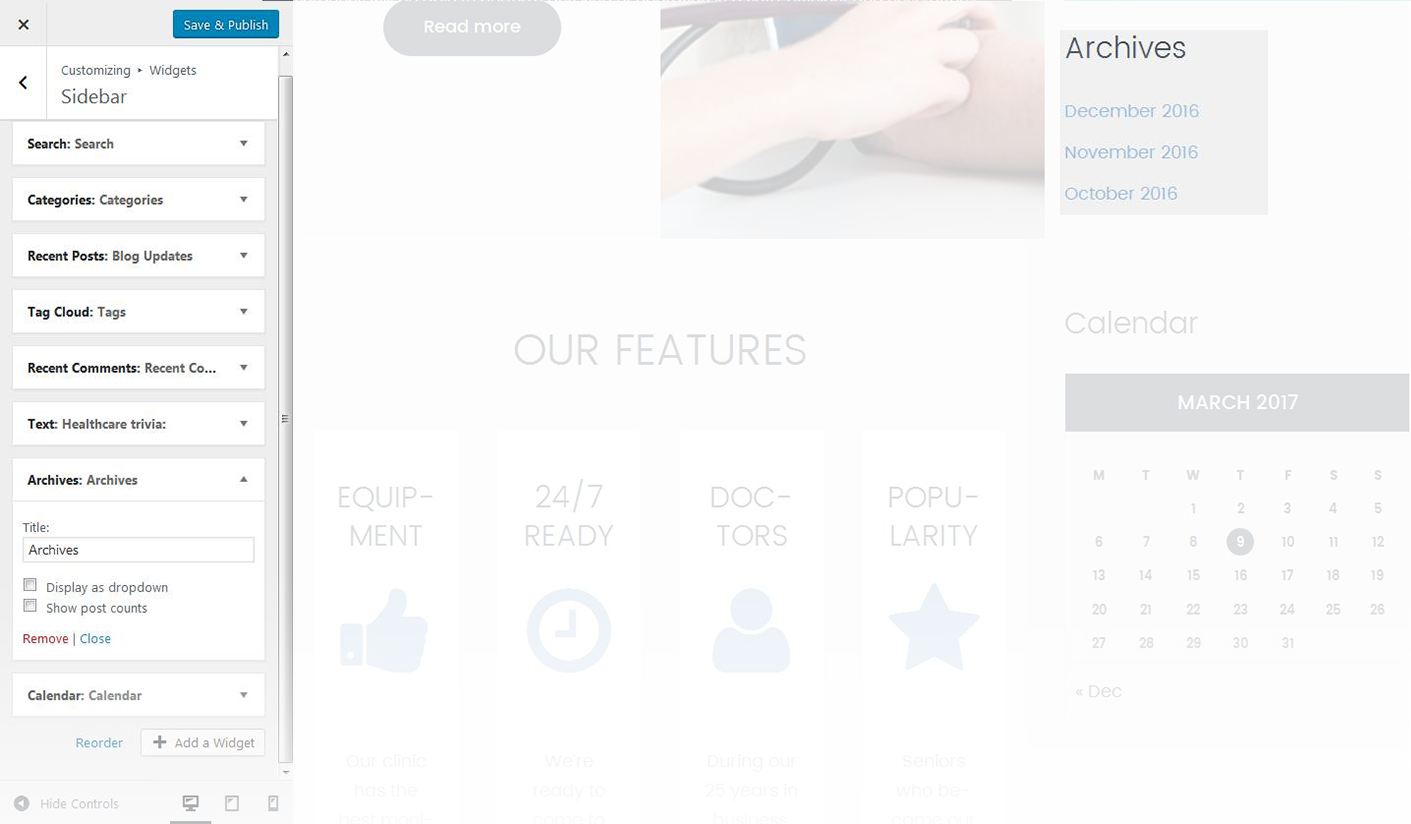 Save & Publish
Customizing ▸ Widgets
Sidebar
Search: Search
Categories: Categories
Recent Posts: Blog Updates
Tag Cloud: Tags
Recent Comments: Recent Co...
Text: Healthcare trivia:
Archives: Archives
Title:
Archives
Display as dropdown
Show post counts
Remove | Close
Calendar: Calendar
Reorder
Add a Widget
Hide Controls
Read more
OUR FEATURES
EQUIP-
MENT
Our clinic
has the
24/7
READY
We're
ready to
come to
DOC-
TORS
During our
25 years in
business
POPU-
LARITY
Seniors
who be-
came our
Archives
December 2016
November 2016
October 2016
Calendar
MARCH 2017
M T W T F S S
1 2 3 4 5
6 7 8 9 10 11 12
13 14 15 16 17 18 19
20 21 22 23 24 25 26
27 28 29 30 31
« Dec